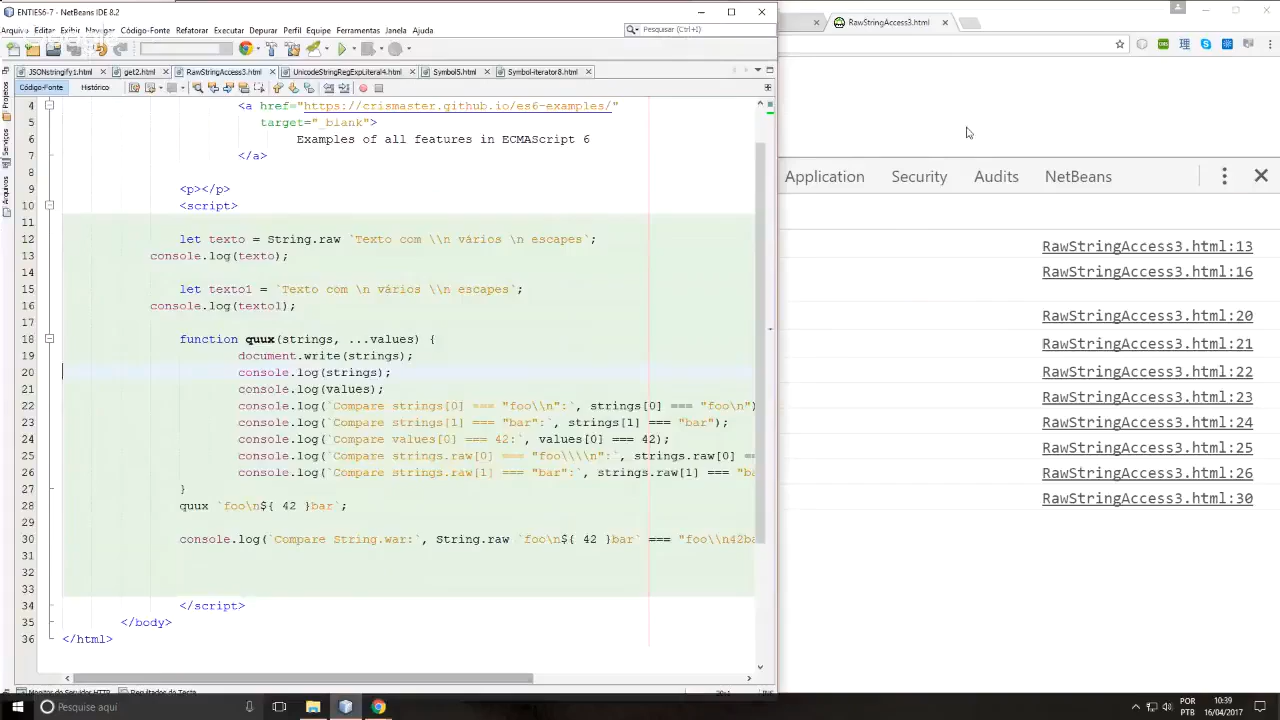 ENTIES6-7 - NetBeans IDE 8.2
Arquivo Editar Exibir Navegar Código-Fonte Refatorar Executar Depurar Perfil Equipe Ferramentas Janela Ajuda
Pesquisar (Ctrl+I)
JSONstringify1.html get2.html RawStringAccess3.html UnicodeStringRegExpLiteral4.html Symbol5.html Symbol-iterator8.html
Código-Fonte Histórico
Projetos
Serviços
Arquivos
4 <a href="https://crismaster.github.io/es6-examples/"
5 target="_blank">
6 Examples of all features in ECMAScript 6
7 </a>
8
9 <p></p>
10 <script>
11
12 let texto = String.raw `Texto com \\n vários \n escapes`;
13 console.log(texto);
14
15 let texto1 = `Texto com \n vários \\n escapes`;
16 console.log(texto1);
17
18 function quux(strings, ...values) {
19 document.write(strings);
20 console.log(strings);
21 console.log(values);
22 console.log(`Compare strings[0] === "foo\\n":`, strings[0] === "foo\n")
23 console.log(`Compare strings[1] === "bar":`, strings[1] === "bar");
24 console.log(`Compare values[0] === 42:`, values[0] === 42);
25 console.log(`Compare strings.raw[0] === "foo\\\\n":`, strings.raw[0] ==
26 console.log(`Compare strings.raw[1] === "bar":`, strings.raw[1] === "ba
27 }
28 quux `foo\n${ 42 }bar`;
29
30 console.log(`Compare String.war:`, String.raw `foo\n${ 42 }bar` === "foo\\n42ba
31
32
33
34 </script>
35 </body>
36 </html>
Monitor do Servidor HTTP Resultados do Teste
RawStringAccess3.html
Application Security Audits NetBeans
RawStringAccess3.html:13
RawStringAccess3.html:16
RawStringAccess3.html:20
RawStringAccess3.html:21
RawStringAccess3.html:22
RawStringAccess3.html:23
RawStringAccess3.html:24
RawStringAccess3.html:25
RawStringAccess3.html:26
RawStringAccess3.html:30
Pesquise aqui
POR
PTB2
10:39
16/04/2017